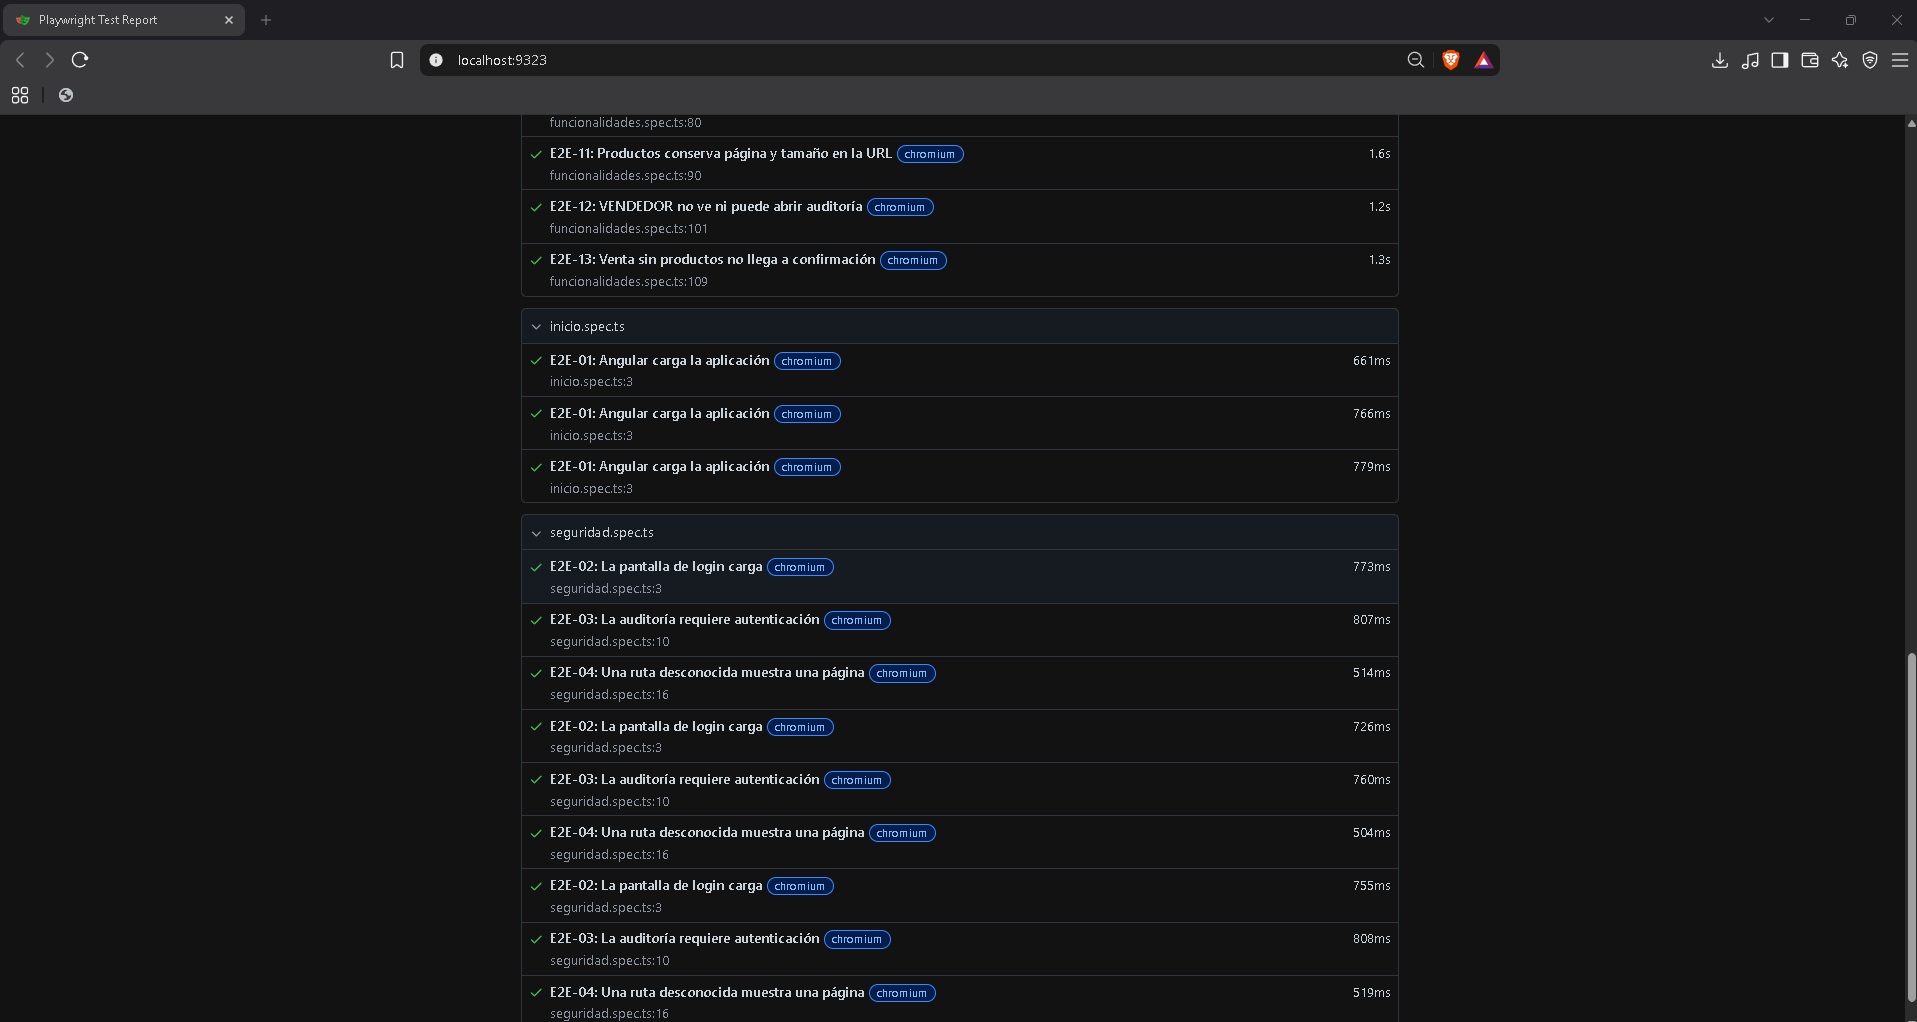 Playwright Test Report
localhost:9323
funcionalidades.spec.ts:80
E2E-11: Productos conserva página y tamaño en la URL chromium 1.6s
funcionalidades.spec.ts:90
E2E-12: VENDEDOR no ve ni puede abrir auditoría chromium 1.2s
funcionalidades.spec.ts:101
E2E-13: Venta sin productos no llega a confirmación chromium 1.3s
funcionalidades.spec.ts:109
inicio.spec.ts
E2E-01: Angular carga la aplicación chromium 661ms
inicio.spec.ts:3
E2E-01: Angular carga la aplicación chromium 766ms
inicio.spec.ts:3
E2E-01: Angular carga la aplicación chromium 779ms
inicio.spec.ts:3
seguridad.spec.ts
E2E-02: La pantalla de login carga chromium 773ms
seguridad.spec.ts:3
E2E-03: La auditoría requiere autenticación chromium 807ms
seguridad.spec.ts:10
E2E-04: Una ruta desconocida muestra una página chromium 514ms
seguridad.spec.ts:16
E2E-02: La pantalla de login carga chromium 726ms
seguridad.spec.ts:3
E2E-03: La auditoría requiere autenticación chromium 760ms
seguridad.spec.ts:10
E2E-04: Una ruta desconocida muestra una página chromium 504ms
seguridad.spec.ts:16
E2E-02: La pantalla de login carga chromium 755ms
seguridad.spec.ts:3
E2E-03: La auditoría requiere autenticación chromium 808ms
seguridad.spec.ts:10
E2E-04: Una ruta desconocida muestra una página chromium 519ms
seguridad.spec.ts:16